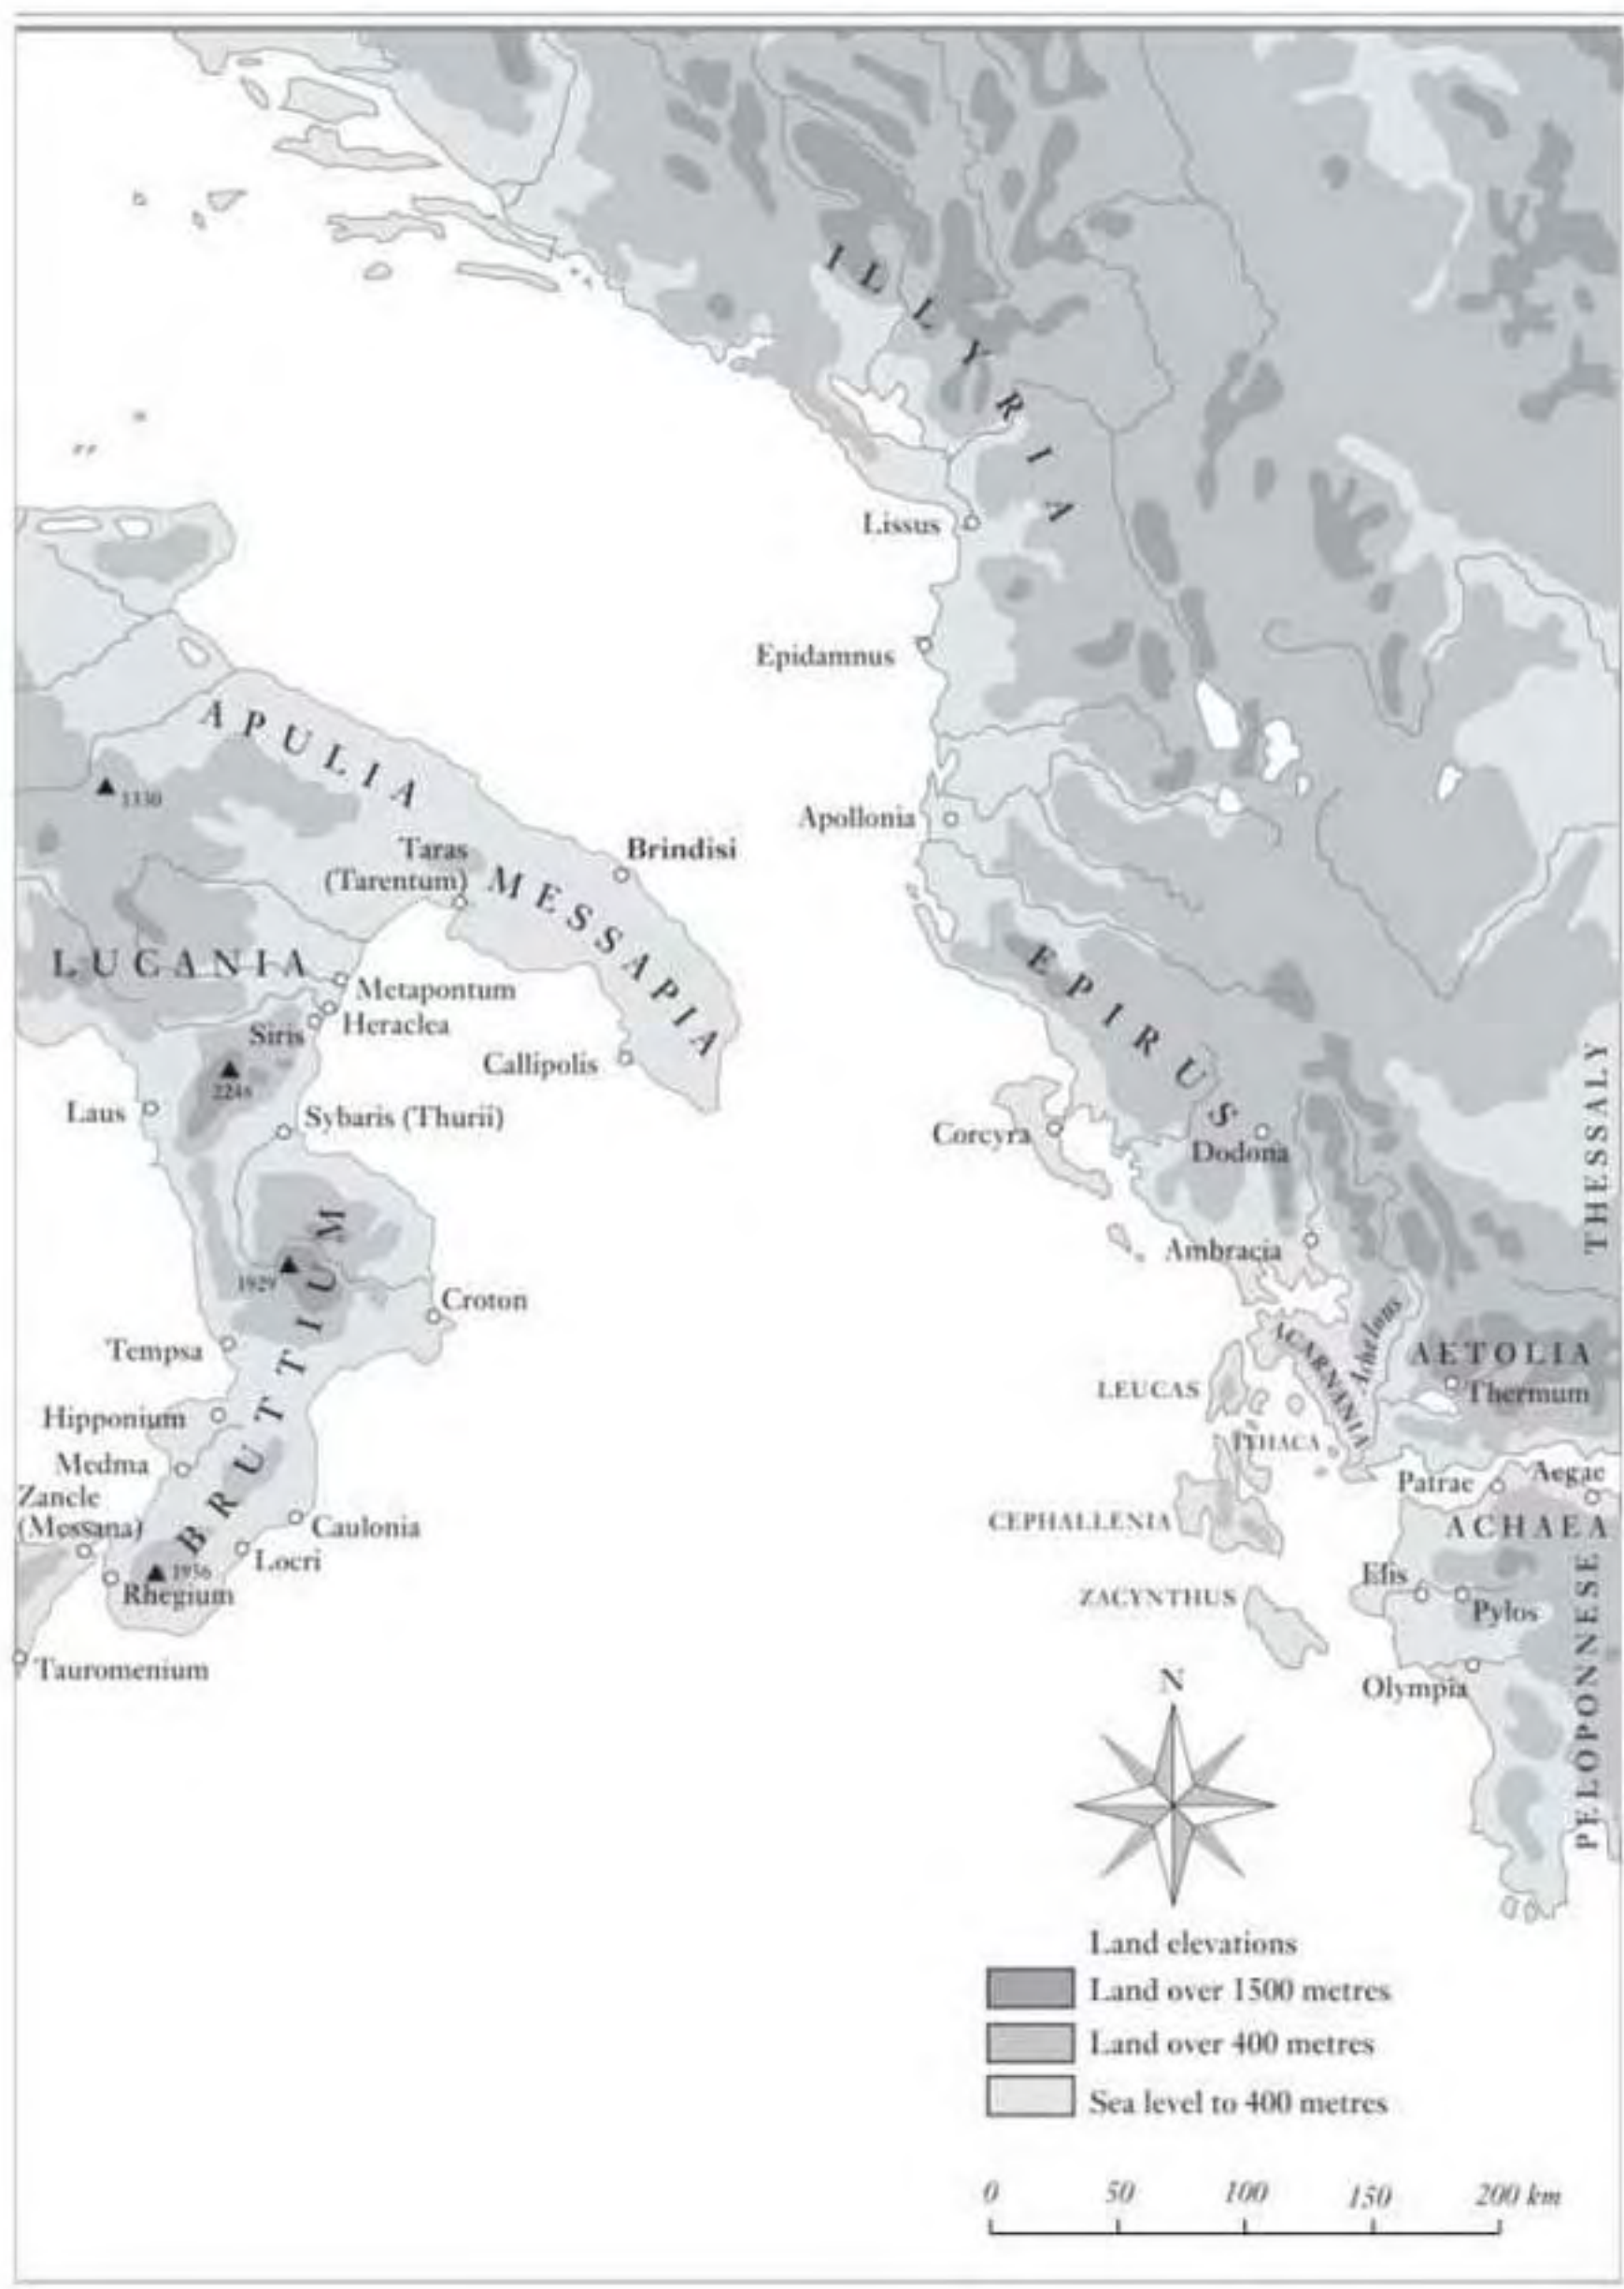 ILLYRIA
Lissus
Epidamnus
APULIA
1330
Apollonia
Taras
(Tarentum)
Brindisi
MESSAPIA
LUCANIA
Metapontum
Heraclea
Siris
EPIRUS
Callipolis
Laus
Sybaris (Thurii)
Corcyra
Dodona
THESSALY
Ambracia
1929
Croton
Tempsa
BRUTTIUM
Achelous
ACARNANIA
AETOLIA
Thermum
LEUCAS
Hipponium
ITHACA
Medma
Patrae
Aegae
Zancle
(Messana)
CEPHALLENIA
ACHAEA
Caulonia
Locri
1956
Rhegium
Elis
Pylos
ZACYNTHUS
PELOPONNESE
Tauromenium
Olympia
N
Land elevations
Land over 1500 metres
Land over 400 metres
Sea level to 400 metres
0 50 100 150 200 km